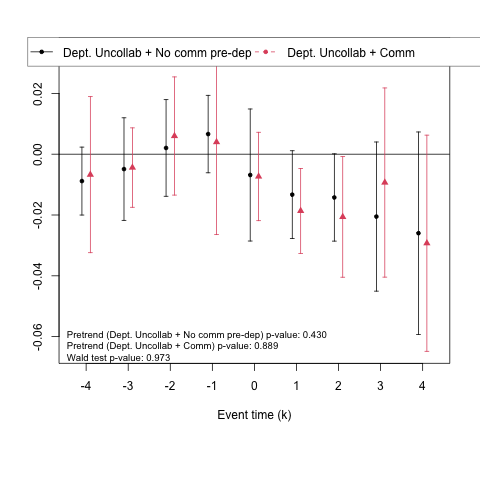 Dept. Uncollab + No comm pre-dep Dept. Uncollab + Comm
0.02
0.00
-0.02
-0.04
-0.06
Pretrend (Dept. Uncollab + No comm pre-dep) p-value: 0.430
Pretrend (Dept. Uncollab + Comm) p-value: 0.889
Wald test p-value: 0.973
-4 -3 -2 -1 0 1 2 3 4
Event time (k)